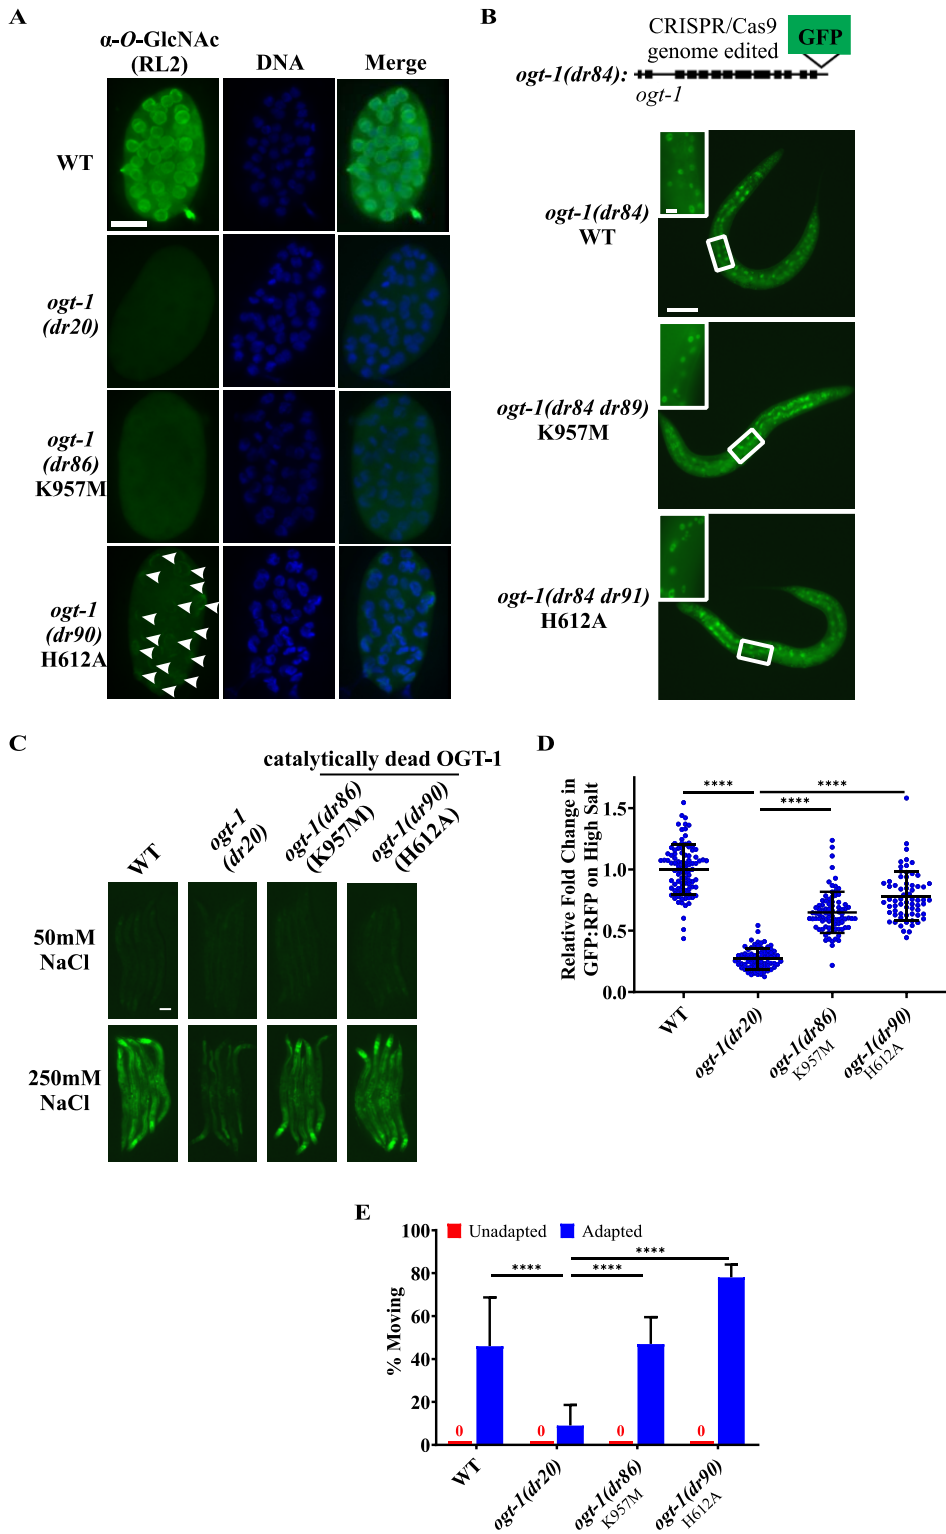 A
α-O-GlcNAc
(RL2)
DNA
Merge
WT
ogt-1
(dr20)
ogt-1
(dr86)
K957M
ogt-1
(dr90)
H612A
B
CRISPR/Cas9
genome edited
GFP
ogt-1(dr84):
ogt-1
ogt-1(dr84)
WT
ogt-1(dr84 dr89)
K957M
ogt-1(dr84 dr91)
H612A
C
catalytically dead OGT-1
WT
ogt-1
(dr20)
ogt-1(dr86)
(K957M)
ogt-1(dr90)
(H612A)
50mM
NaCl
250mM
NaCl
D
Relative Fold Change in
GFP:RFP on High Salt
1.5
1.0
0.5
0.0
****
****
****
WT
ogt-1(dr20)
ogt-1(dr86)
K957M
ogt-1(dr90)
H612A
E
Unadapted
Adapted
% Moving
100
80
60
40
20
0
****
****
****
0
0
0
0
WT
ogt-1(dr20)
ogt-1(dr86)
K957M
ogt-1(dr90)
H612A